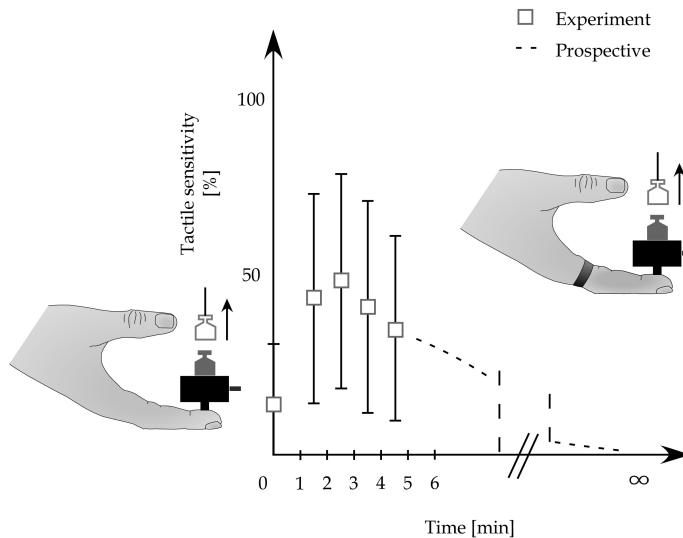 Experiment
Prospective
100
50
Tactile sensitivity
[%]
0 1 2 3 4 5 6 ∞
Time [min]